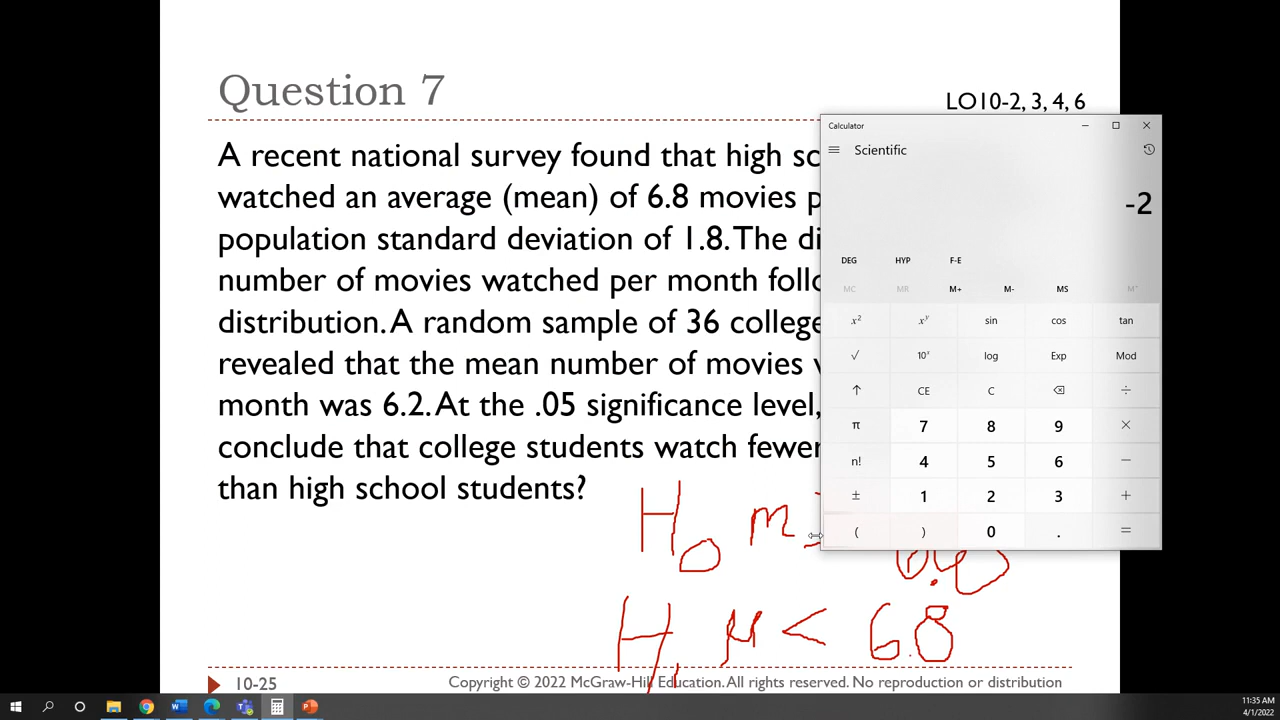 Question 7
LO10-2, 3, 4, 6
A recent national survey found that high sc
watched an average (mean) of 6.8 movies p
population standard deviation of 1.8. The di
number of movies watched per month follo
distribution. A random sample of 36 college
revealed that the mean number of movies
month was 6.2. At the .05 significance level,
conclude that college students watch fewer
than high school students?
H0 m
6.8
H1 μ < 6.8
10-25
Copyright © 2022 McGraw-Hill Education. All rights reserved. No reproduction or distribution
Calculator
Scientific
-2
DEG HYP F-E
MC MR M+ M- MS M˅
x² xʸ sin cos tan
√ 10ˣ log Exp Mod
↑ CE C ⌫ ÷
π 7 8 9 ×
n! 4 5 6 −
± 1 2 3 +
( ) 0 . =
11:35 AM
4/1/2022